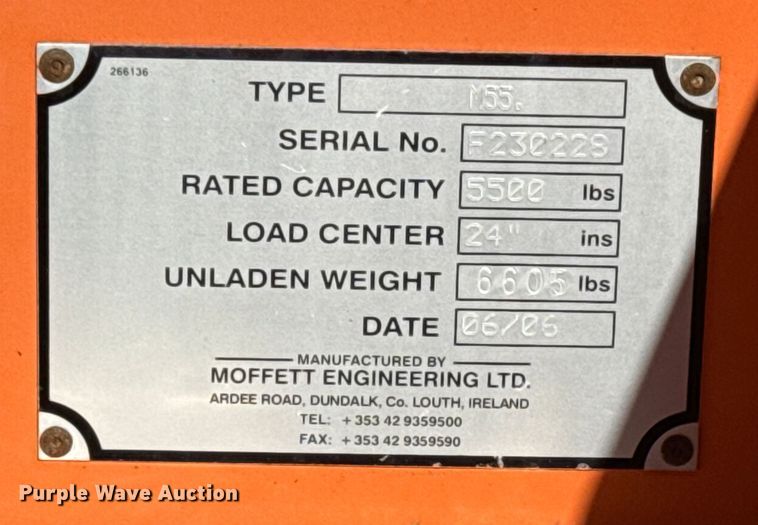 266136
TYPE M55.
SERIAL No.
RATED CAPACITY 5500 lbs
LOAD CENTER 24" ins
UNLADEN WEIGHT 6605 lbs
DATE 06/06
MANUFACTURED BY
MOFFETT ENGINEERING LTD.
ARDEE ROAD, DUNDALK, Co. LOUTH, IRELAND
TEL: +353 42 9359500
FAX: +353 42 9359590
Purple Wave Auction